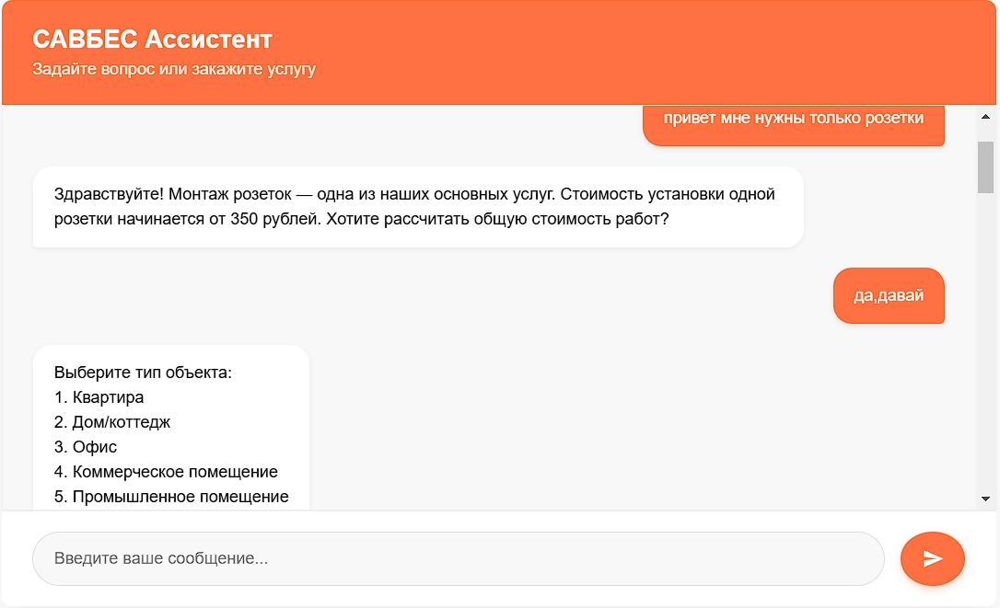 САВБЕС Ассистент
Задайте вопрос или закажите услугу
привет мне нужны только розетки
Здравствуйте! Монтаж розеток — одна из наших основных услуг. Стоимость установки одной
розетки начинается от 350 рублей. Хотите рассчитать общую стоимость работ?
да,давай
Выберите тип объекта:
1. Квартира
2. Дом/коттедж
3. Офис
4. Коммерческое помещение
5. Промышленное помещение
Введите ваше сообщение...